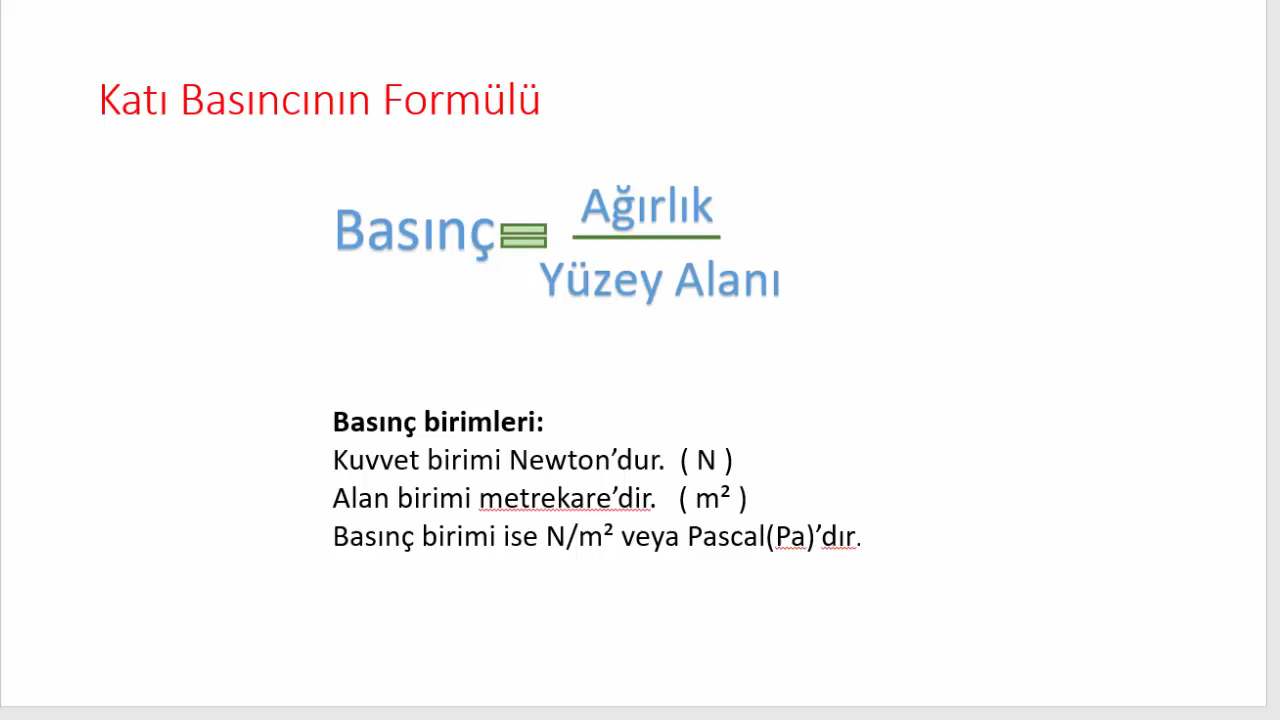 Katı Basıncının Formülü
Ağırlık
Basınç=
Yüzey Alanı
Basınç birimleri:
Kuvvet birimi Newton’dur. ( N )
Alan birimi metrekare’dir. ( m² )
Basınç birimi ise N/m² veya Pascal(Pa)’dır.